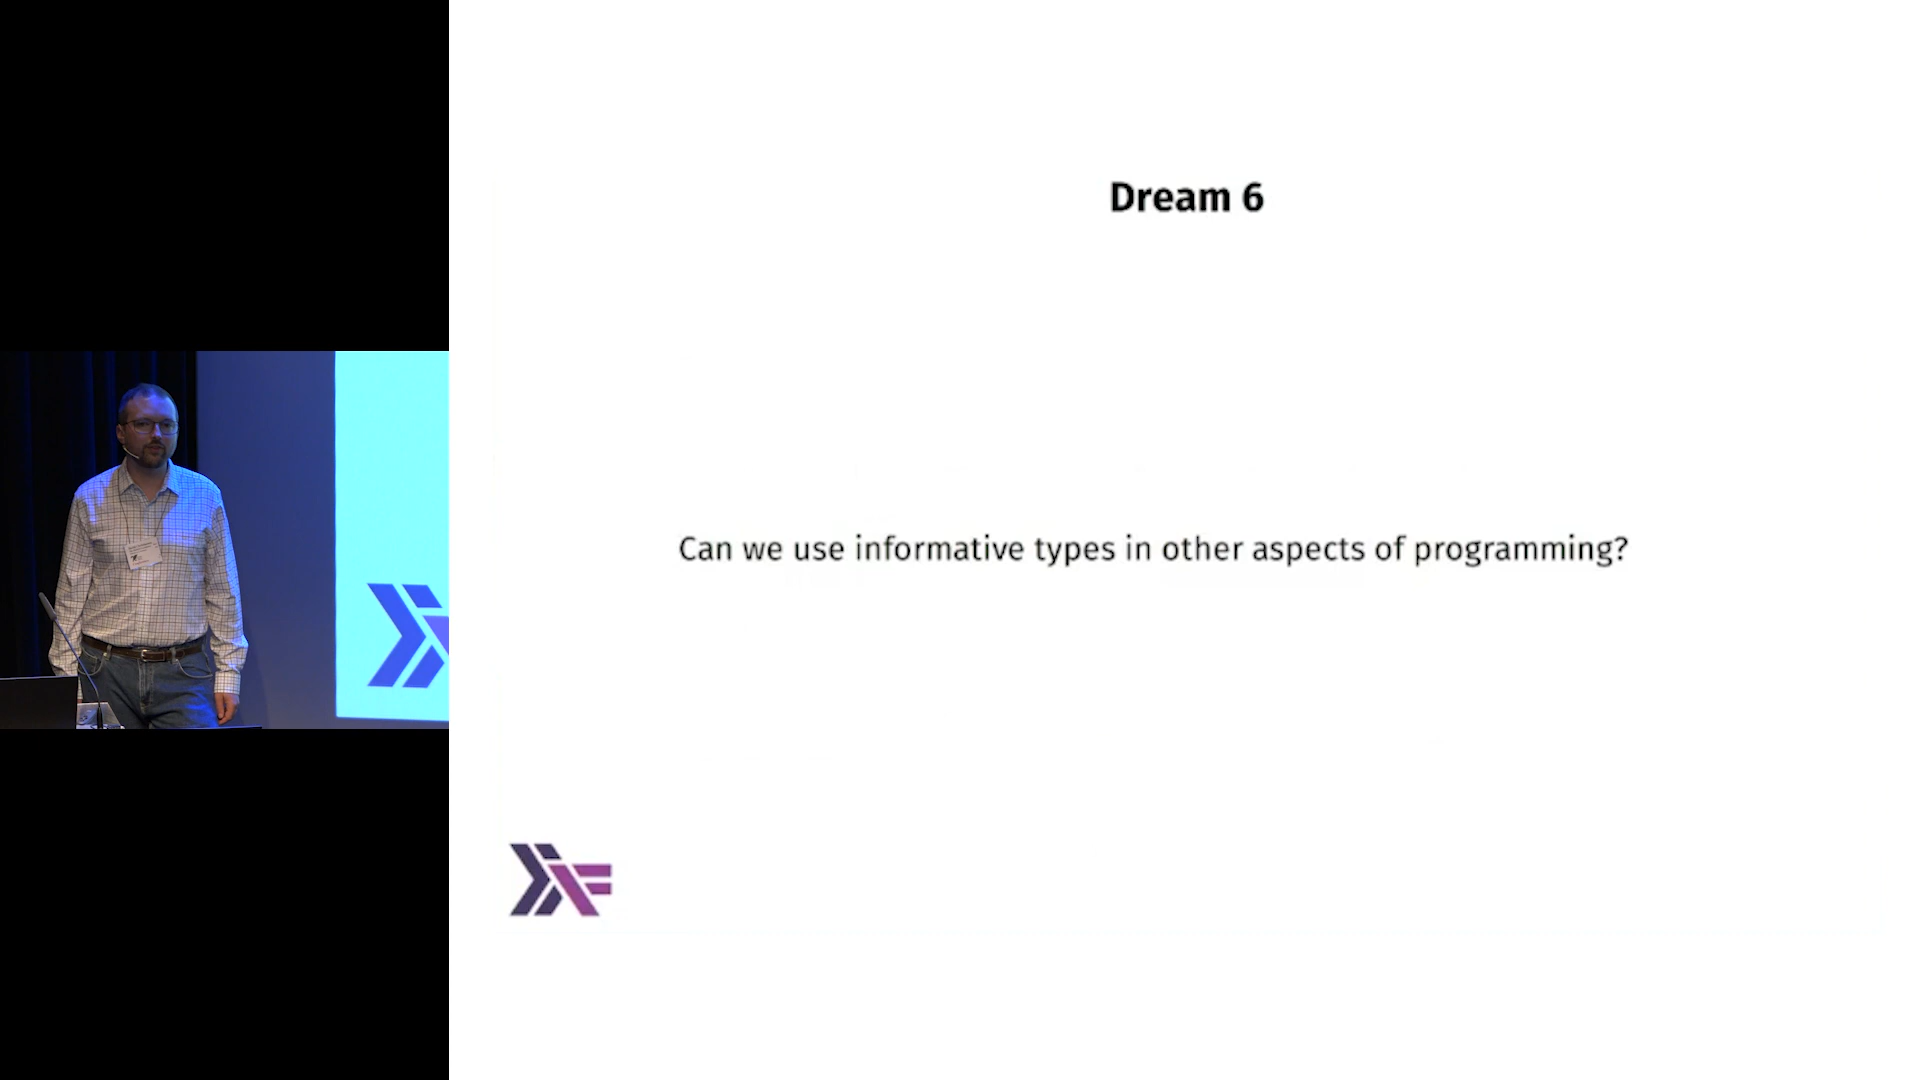 Dream 6
Can we use informative types in other aspects of programming?